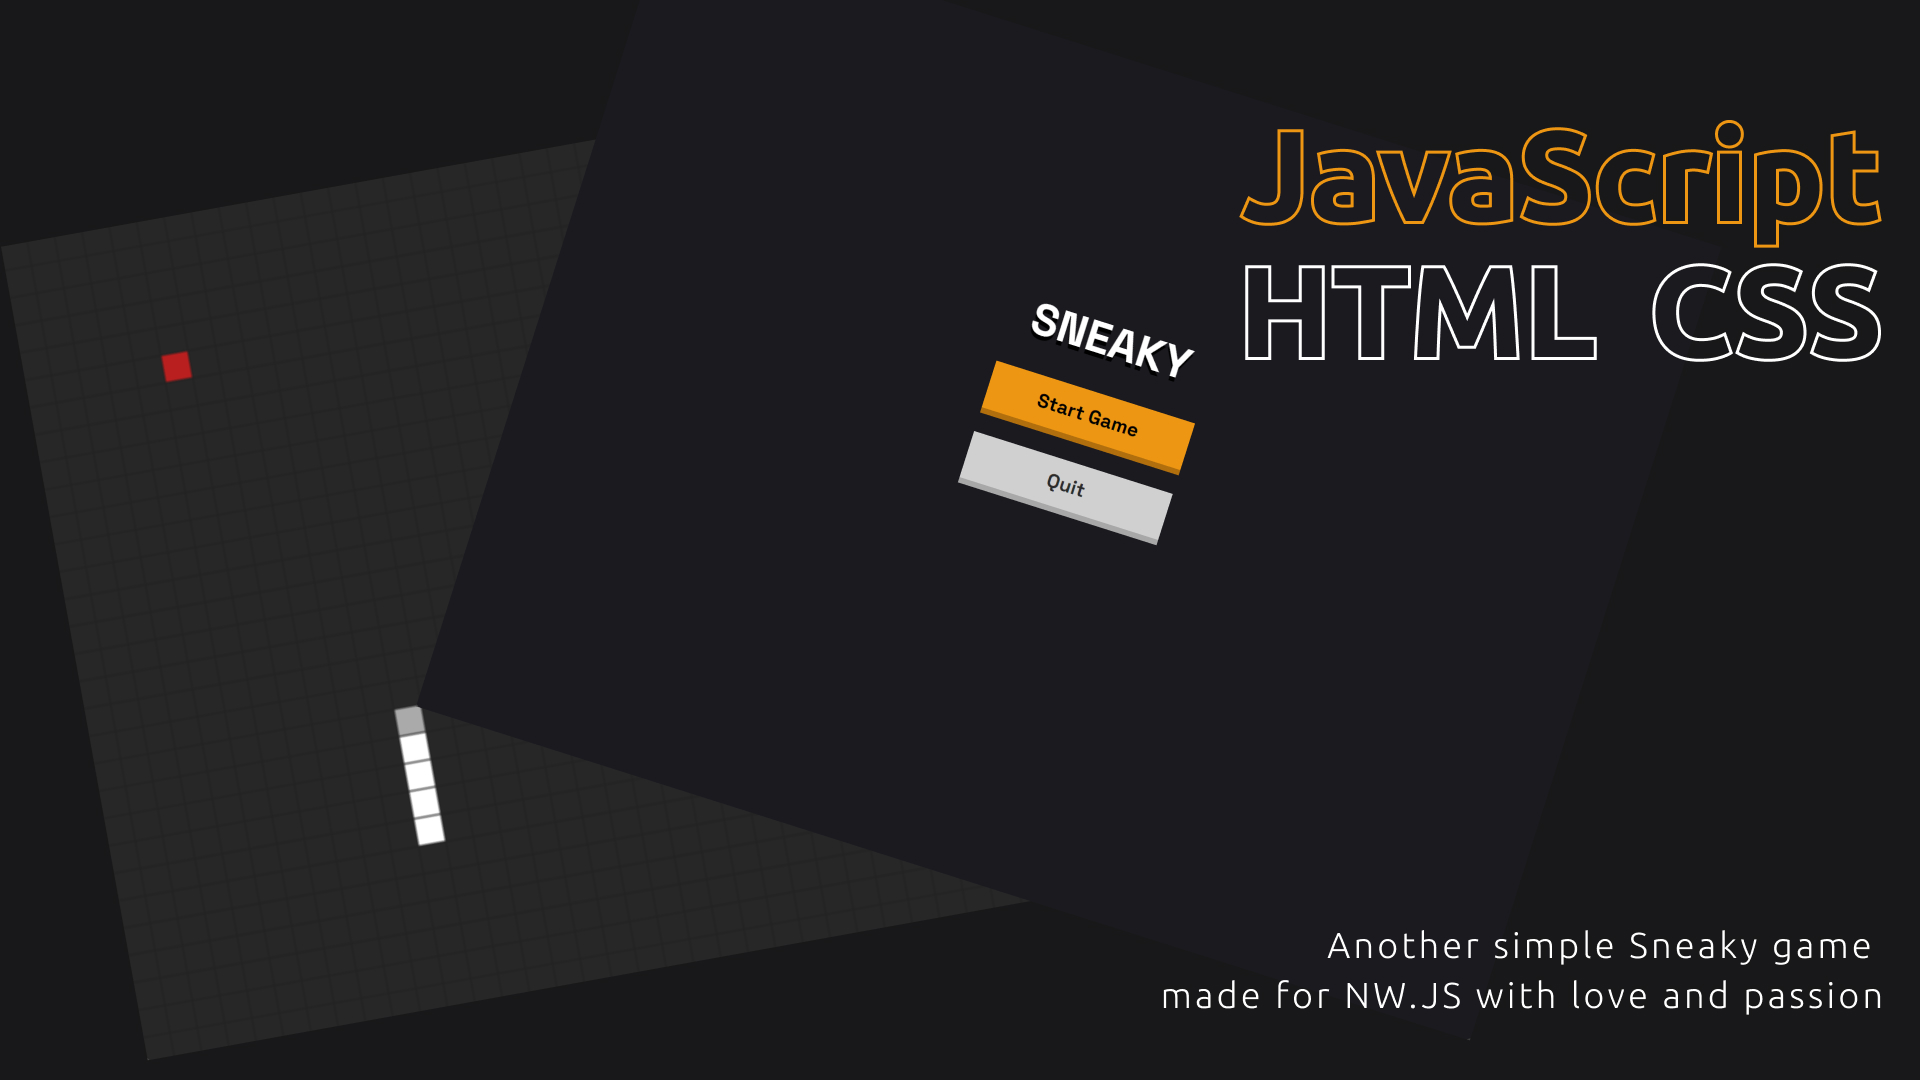 JavaScript
HTML CSS
SNEAKY
Start Game
Quit
Another simple Sneaky game
made for NW.JS with love and passion